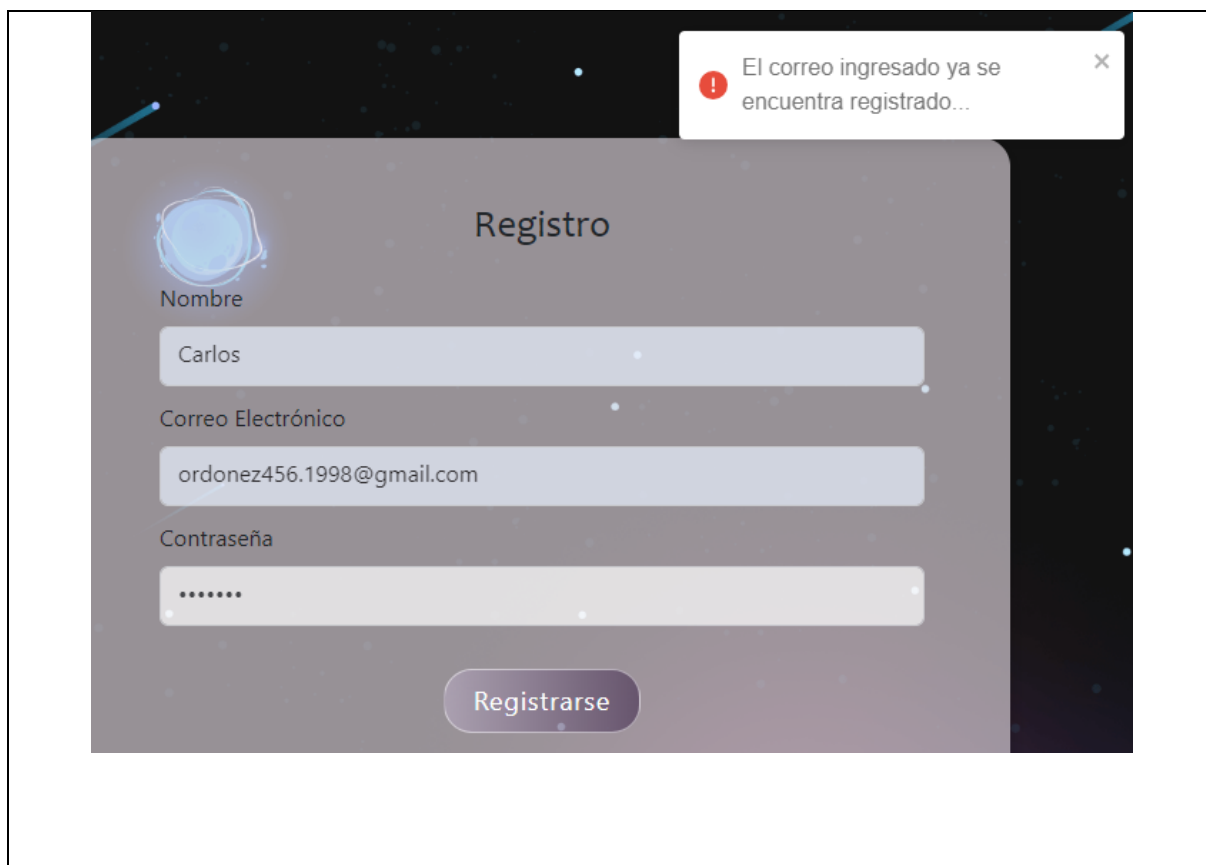 El correo ingresado ya se
encuentra registrado...
Registro
Nombre
Carlos
Correo Electrónico
ordonez456.1998@gmail.com
Contraseña
•••••••
Registrarse